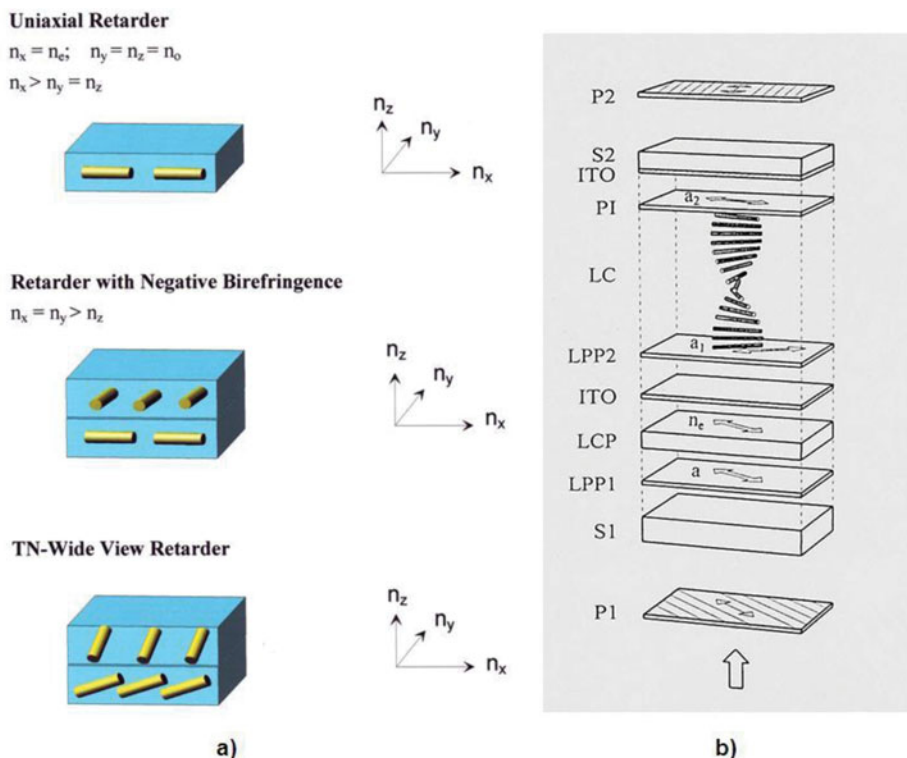 Uniaxial Retarder
nx = ne; ny = nz = no
nx > ny = nz
nz
ny
nx
Retarder with Negative Birefringence
nx = ny > nz
nz
ny
nx
TN-Wide View Retarder
nz
ny
nx
a)
P2
S2
ITO
PI
a2
LC
LPP2
a1
ITO
LCP
ne
LPP1
a
S1
P1
b)